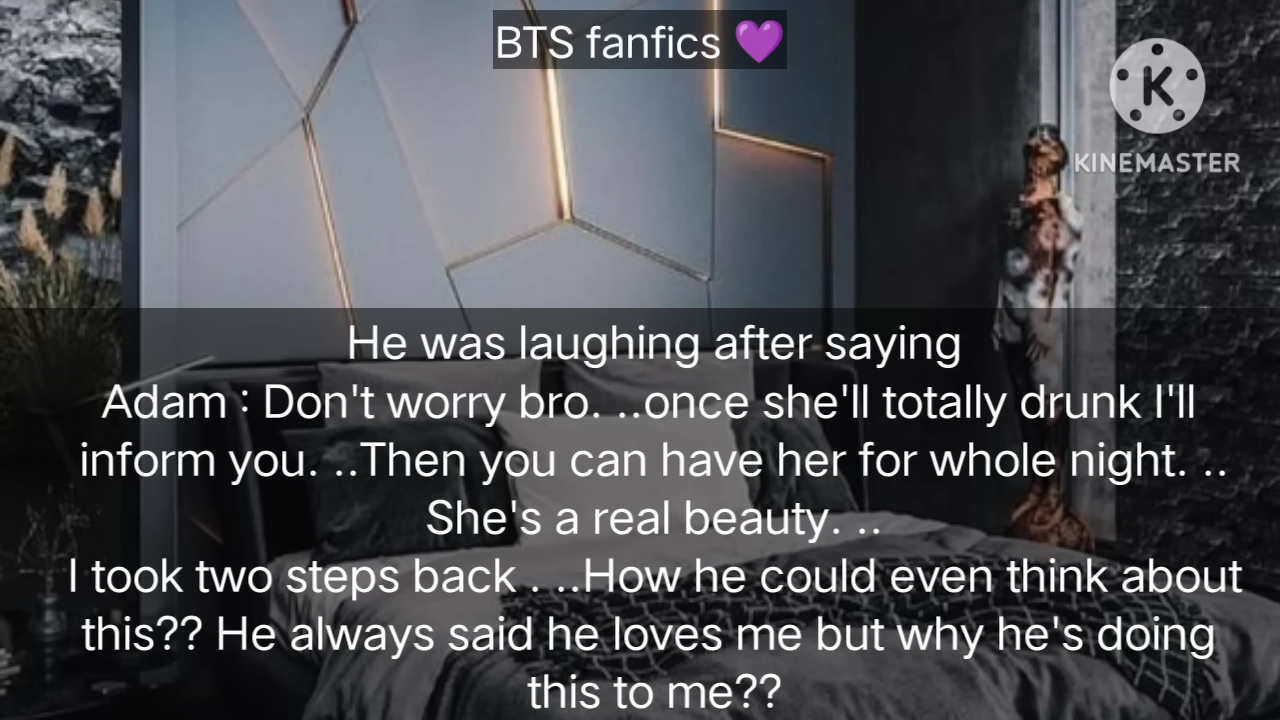 BTS fanfics 💜
K
KINEMASTER
He was laughing after saying
Adam : Don't worry bro. ..once she'll totally drunk I'll
inform you. ..Then you can have her for whole night. ..
She's a real beauty. ..
I took two steps back . ..How he could even think about
this?? He always said he loves me but why he's doing
this to me??